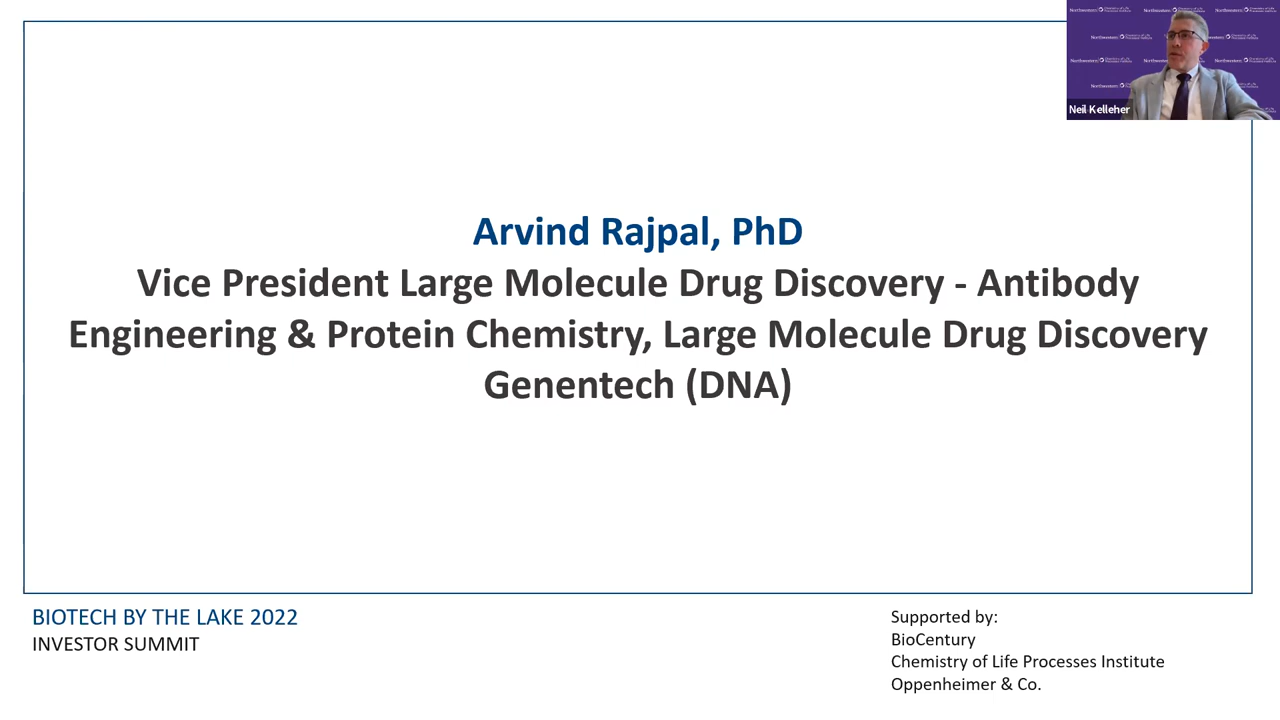 Arvind Rajpal, PhD
Vice President Large Molecule Drug Discovery - Antibody
Engineering & Protein Chemistry, Large Molecule Drug Discovery
Genentech (DNA)
Neil Kelleher
BIOTECH BY THE LAKE 2022
INVESTOR SUMMIT
Supported by:
BioCentury
Chemistry of Life Processes Institute
Oppenheimer & Co.